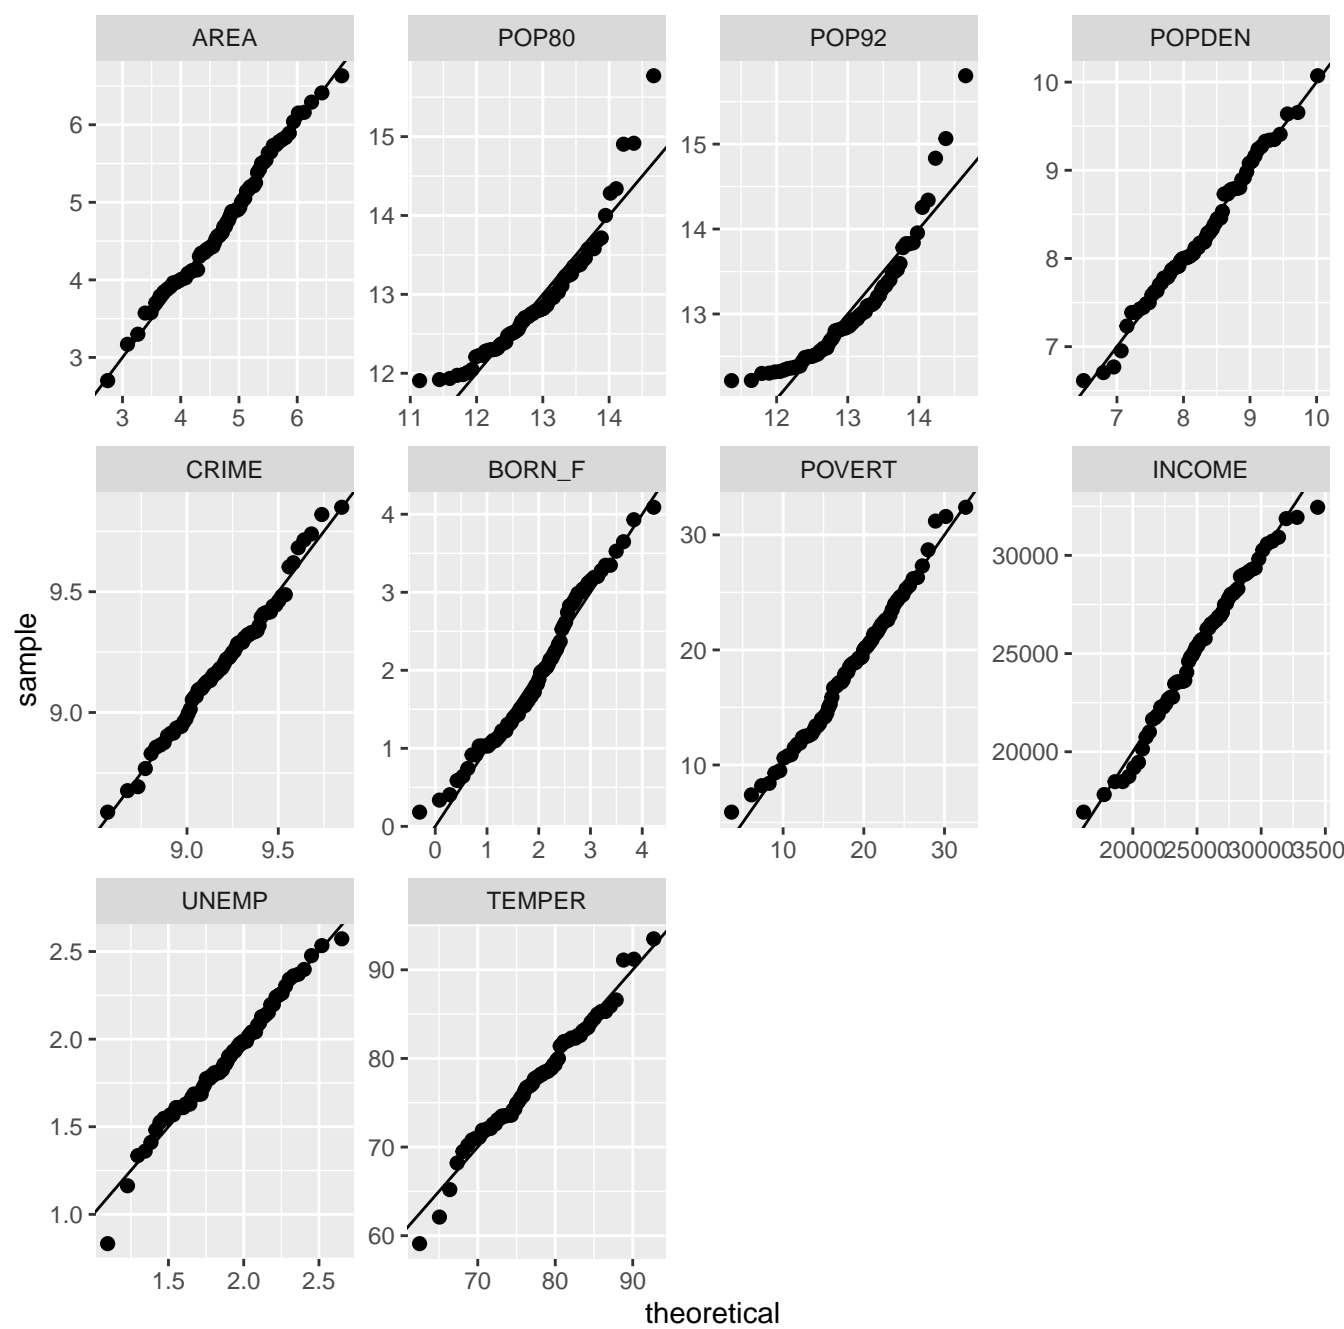 AREA POP80 POP92 POPDEN
6 5 4 3
15 14 13 12
15 14 13
10 9 8 7
3 4 5 6
11 12 13 14
12 13 14
7 8 9 10
CRIME BORN_F POVERT INCOME
9.5 9.0
4 3 2 1 0
30 20 10
30000 25000 20000
9.0 9.5
0 1 2 3 4
10 20 30
20000 25000 30000 3500
UNEMP TEMPER
2.5 2.0 1.5 1.0
90 80 70 60
1.5 2.0 2.5
70 80 90
sample
theoretical